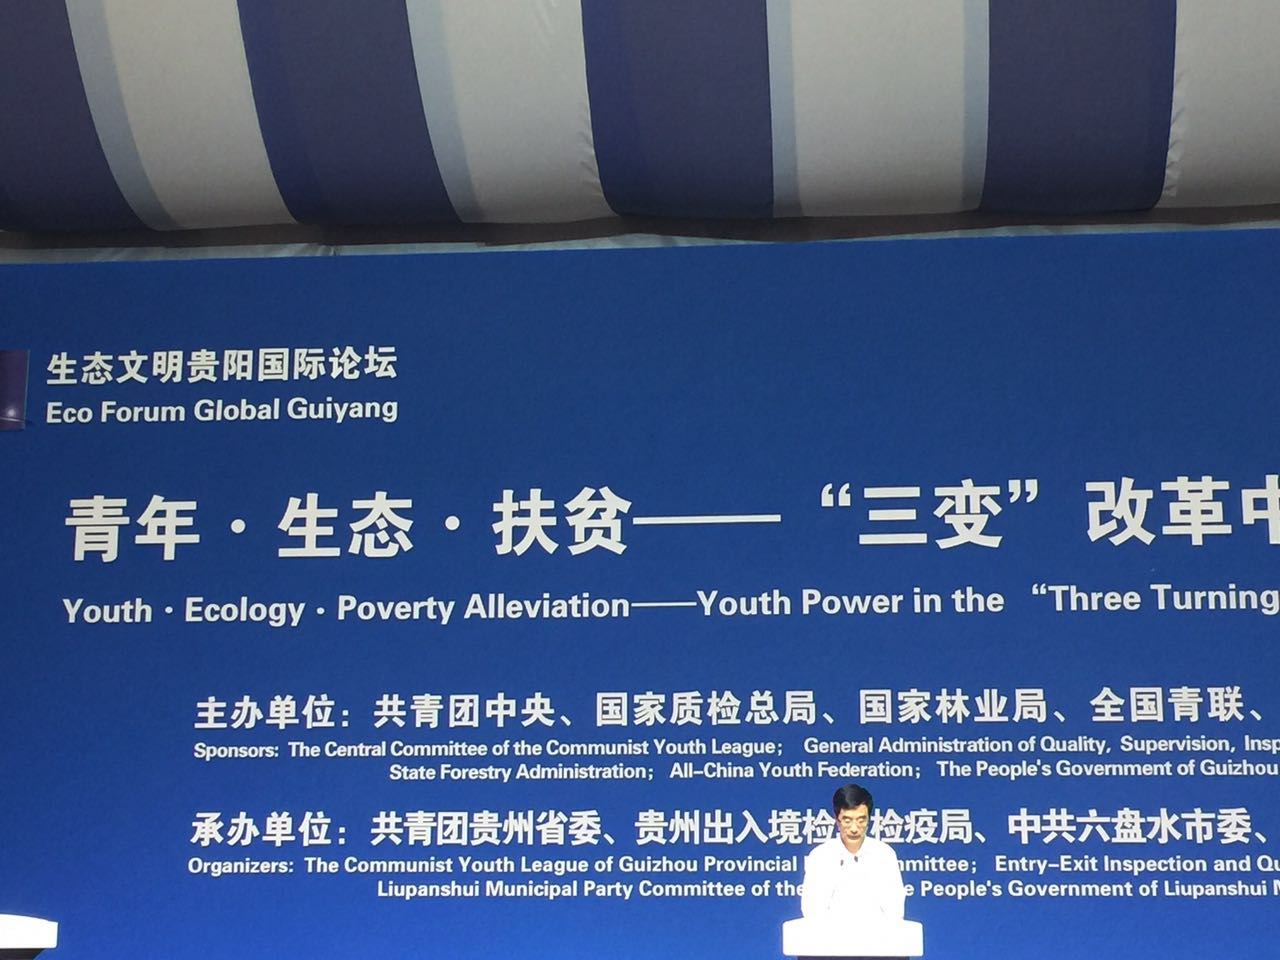 生态文明贵阳国际论坛
Eco Forum Global Guiyang
青年·生态·扶贫——“三变”改革中
Youth·Ecology·Poverty Alleviation——Youth Power in the “Three Turning
主办单位：共青团中央、国家质检总局、国家林业局、全国青联、
Sponsors: The Central Committee of the Communist Youth League； General Administration of Quality, Supervision, Insp
State Forestry Administration； All-China Youth Federation； The People's Government of Guizhou
承办单位：共青团贵州省委、贵州出入境检 检疫局、中共六盘水市委、
Organizers: The Communist Youth League of Guizhou Provincial mmittee； Entry-Exit Inspection and Qu
Liupanshui Municipal Party Committee of the People's Government of Liupanshui M